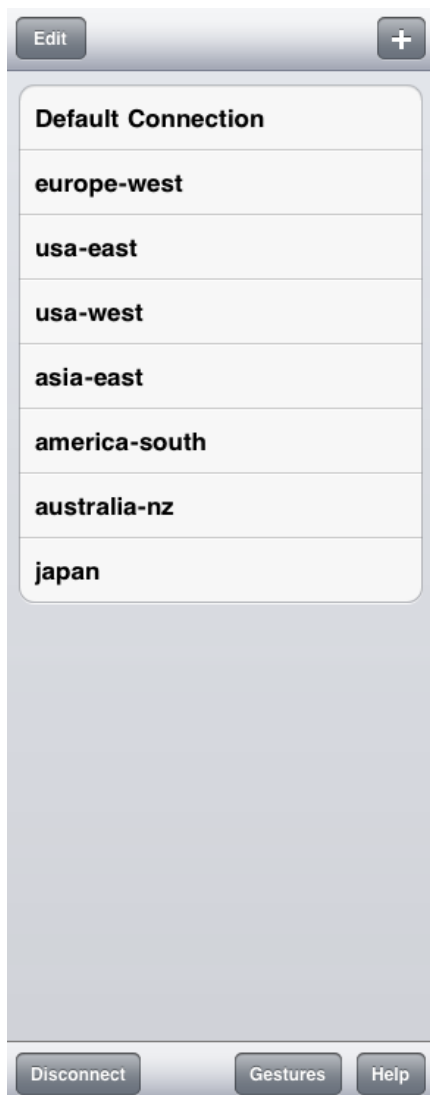 Edit +
Default Connection
europe-west
usa-east
usa-west
asia-east
america-south
australia-nz
japan
Disconnect Gestures Help